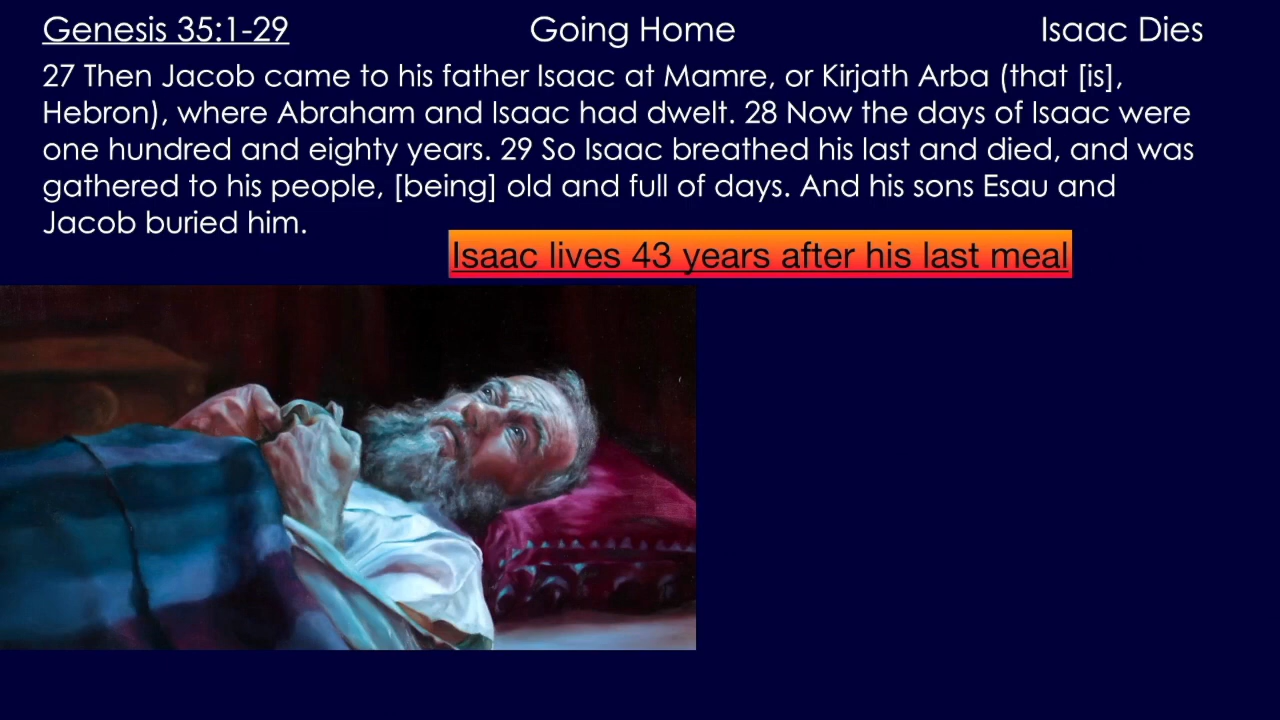 Genesis 35:1-29 Going Home Isaac Dies
27 Then Jacob came to his father Isaac at Mamre, or Kirjath Arba (that [is],
Hebron), where Abraham and Isaac had dwelt. 28 Now the days of Isaac were
one hundred and eighty years. 29 So Isaac breathed his last and died, and was
gathered to his people, [being] old and full of days. And his sons Esau and
Jacob buried him.
Isaac lives 43 years after his last meal